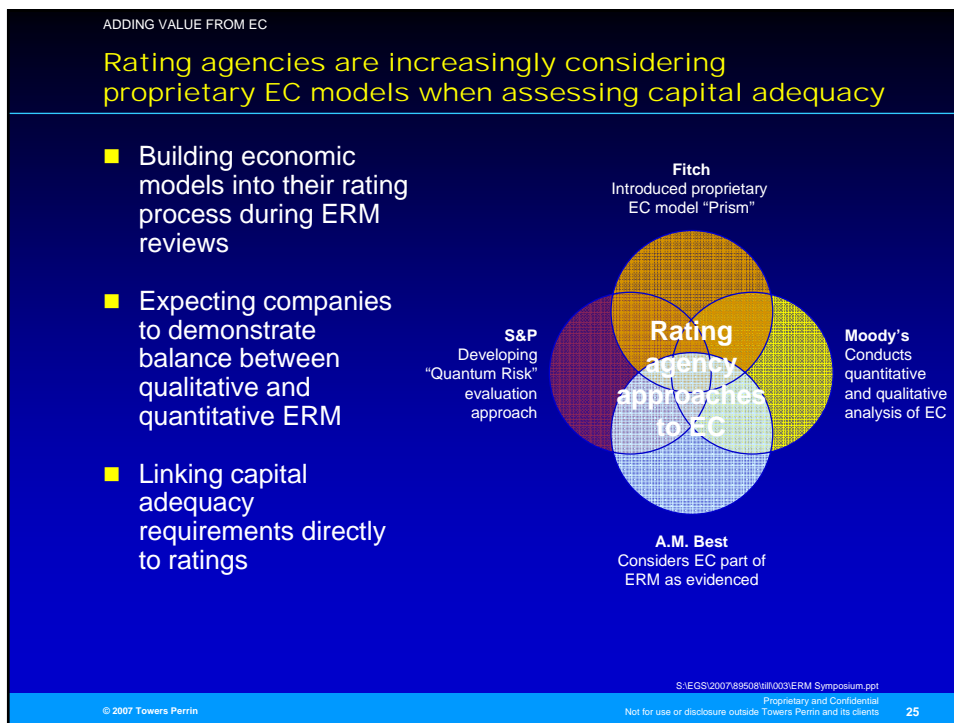 ADDING VALUE FROM EC
Rating agencies are increasingly considering
proprietary EC models when assessing capital adequacy
■ Building economic
models into their rating
process during ERM
reviews
■ Expecting companies
to demonstrate
balance between
qualitative and
quantitative ERM
■ Linking capital
adequacy
requirements directly
to ratings
Fitch
Introduced proprietary
EC model “Prism”
S&P
Developing
“Quantum Risk”
evaluation
approach
Rating
agency
approaches
to EC
Moody’s
Conducts
quantitative
and qualitative
analysis of EC
A.M. Best
Considers EC part of
ERM as evidenced
S:\EGS\2007\89508\till\003\ERM Symposium.ppt
© 2007 Towers Perrin
Proprietary and Confidential
Not for use or disclosure outside Towers Perrin and its clients
25